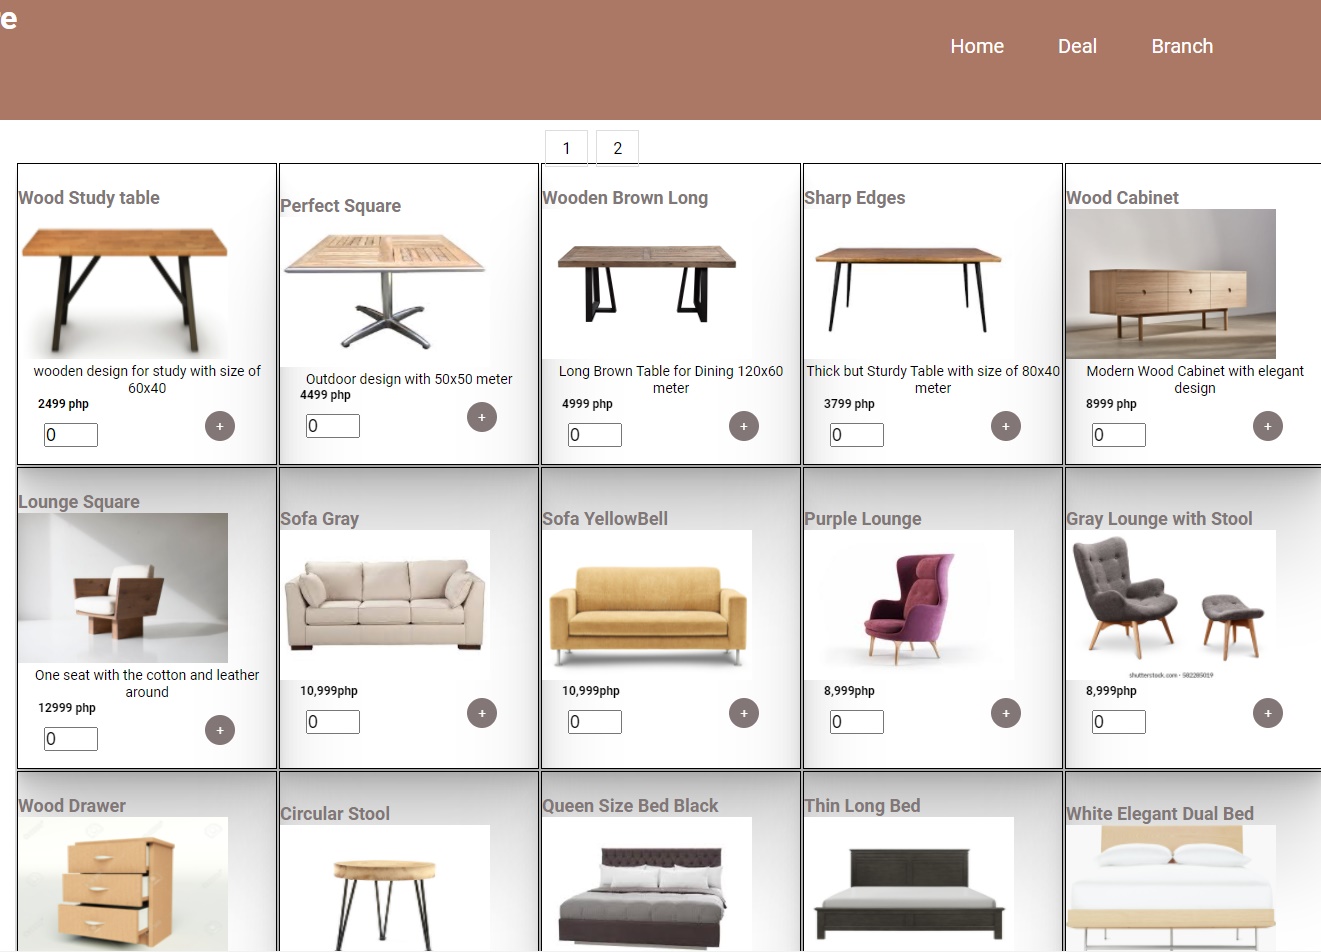 e
Home Deal Branch
1 2
Wood Study table
wooden design for study with size of
60x40
2499 php
0 +
Perfect Square
Outdoor design with 50x50 meter
4499 php
0 +
Wooden Brown Long
Long Brown Table for Dining 120x60
meter
4999 php
0 +
Sharp Edges
Thick but Sturdy Table with size of 80x40
meter
3799 php
0 +
Wood Cabinet
Modern Wood Cabinet with elegant
design
8999 php
0 +
Lounge Square
One seat with the cotton and leather
around
12999 php
0 +
Sofa Gray
10,999php
0 +
Sofa YellowBell
10,999php
0 +
Purple Lounge
8,999php
0 +
Gray Lounge with Stool
shutterstock.com · 582285019
8,999php
0 +
Wood Drawer
Circular Stool
Queen Size Bed Black
Thin Long Bed
White Elegant Dual Bed